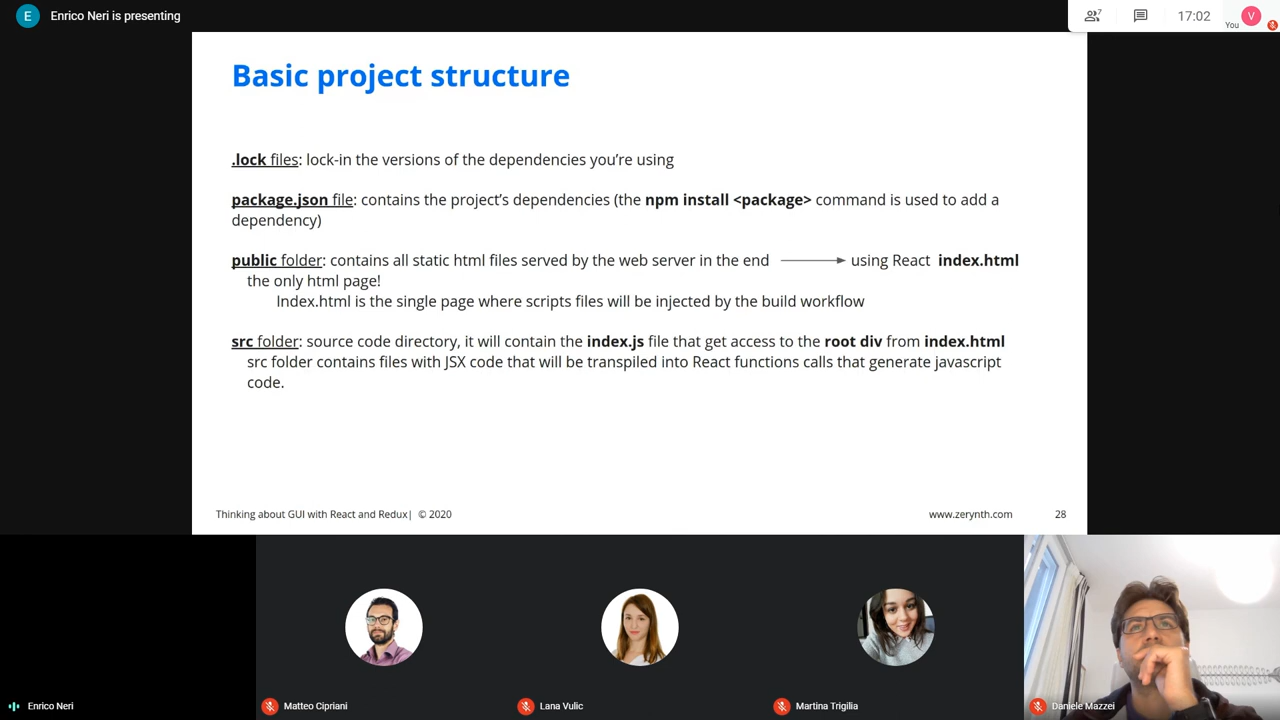 E Enrico Neri is presenting
7
17:02
You
V
Basic project structure
.lock files: lock-in the versions of the dependencies you're using
package.json file: contains the project's dependencies (the npm install <package> command is used to add a
dependency)
public folder: contains all static html files served by the web server in the end using React index.html
the only html page!
Index.html is the single page where scripts files will be injected by the build workflow
src folder: source code directory, it will contain the index.js file that get access to the root div from index.html
src folder contains files with JSX code that will be transpiled into React functions calls that generate javascript
code.
Thinking about GUI with React and Redux| © 2020
www.zerynth.com
28
Enrico Neri
Matteo Cipriani
Lana Vulic
Martina Trigilia
Daniele Mazzei